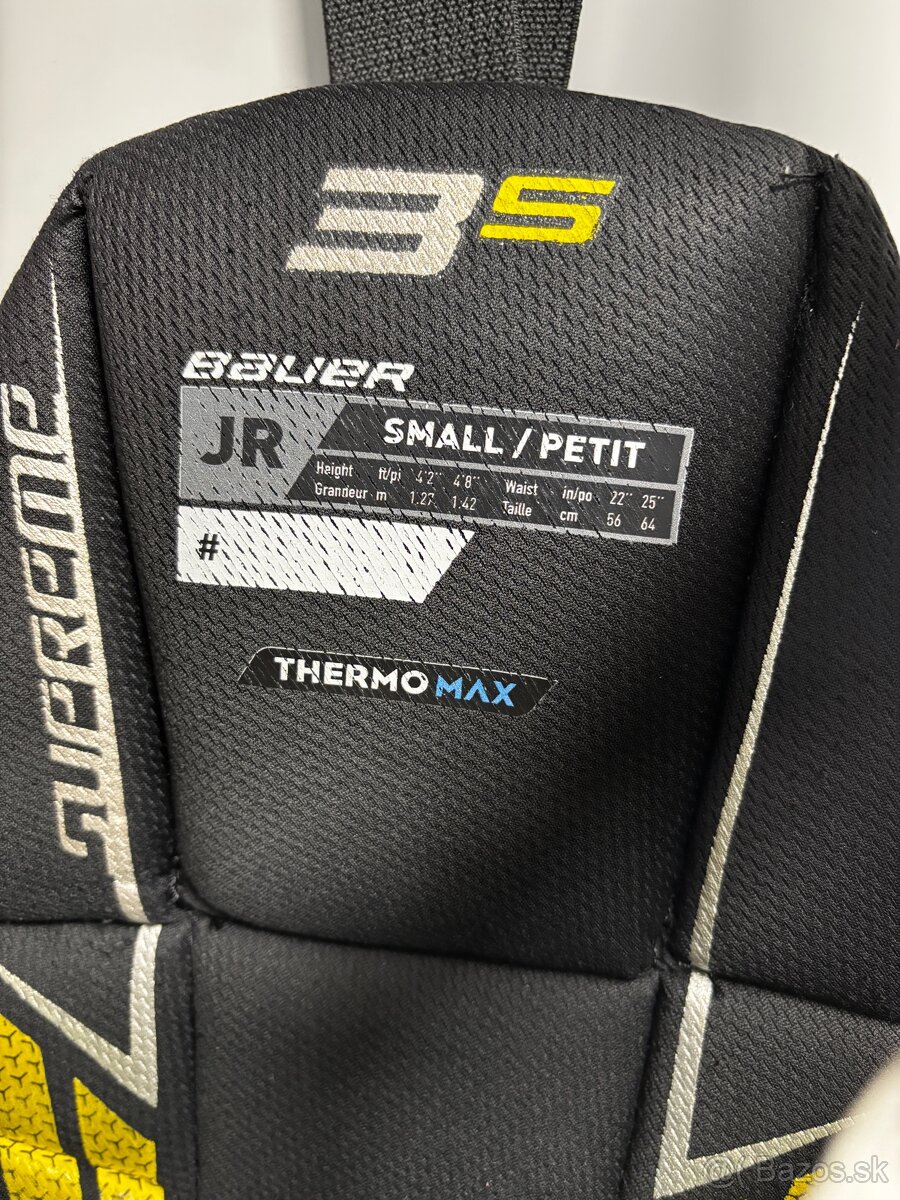 3S
BAUER
JR
SMALL / PETIT
Height ft/pi 4'2'' 4'8'' Waist in/po 22'' 25''
Grandeur m 1.27 1.42 Taille cm 56 64
#
THERMO MAX
SUPREME
Bazos.sk